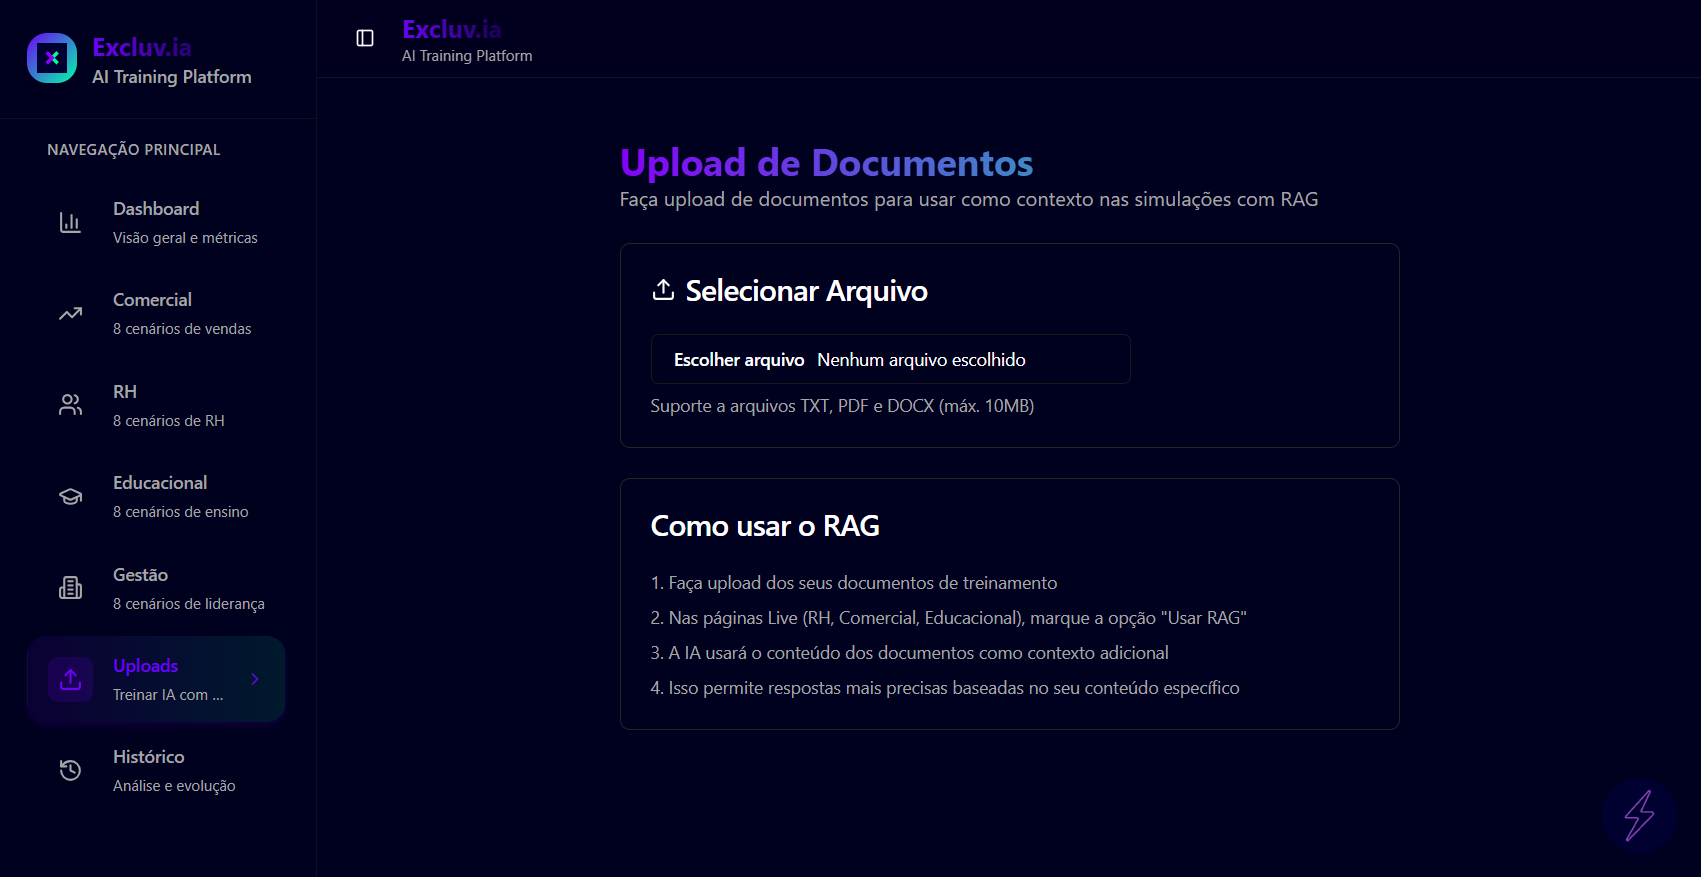 Excluv.ia
AI Training Platform
NAVEGAÇÃO PRINCIPAL
Dashboard
Visão geral e métricas
Comercial
8 cenários de vendas
RH
8 cenários de RH
Educacional
8 cenários de ensino
Gestão
8 cenários de liderança
Uploads
Treinar IA com ...
Histórico
Análise e evolução
Excluv.ia
AI Training Platform
Upload de Documentos
Faça upload de documentos para usar como contexto nas simulações com RAG
Selecionar Arquivo
Escolher arquivo Nenhum arquivo escolhido
Suporte a arquivos TXT, PDF e DOCX (máx. 10MB)
Como usar o RAG
1. Faça upload dos seus documentos de treinamento
2. Nas páginas Live (RH, Comercial, Educacional), marque a opção "Usar RAG"
3. A IA usará o conteúdo dos documentos como contexto adicional
4. Isso permite respostas mais precisas baseadas no seu conteúdo específico